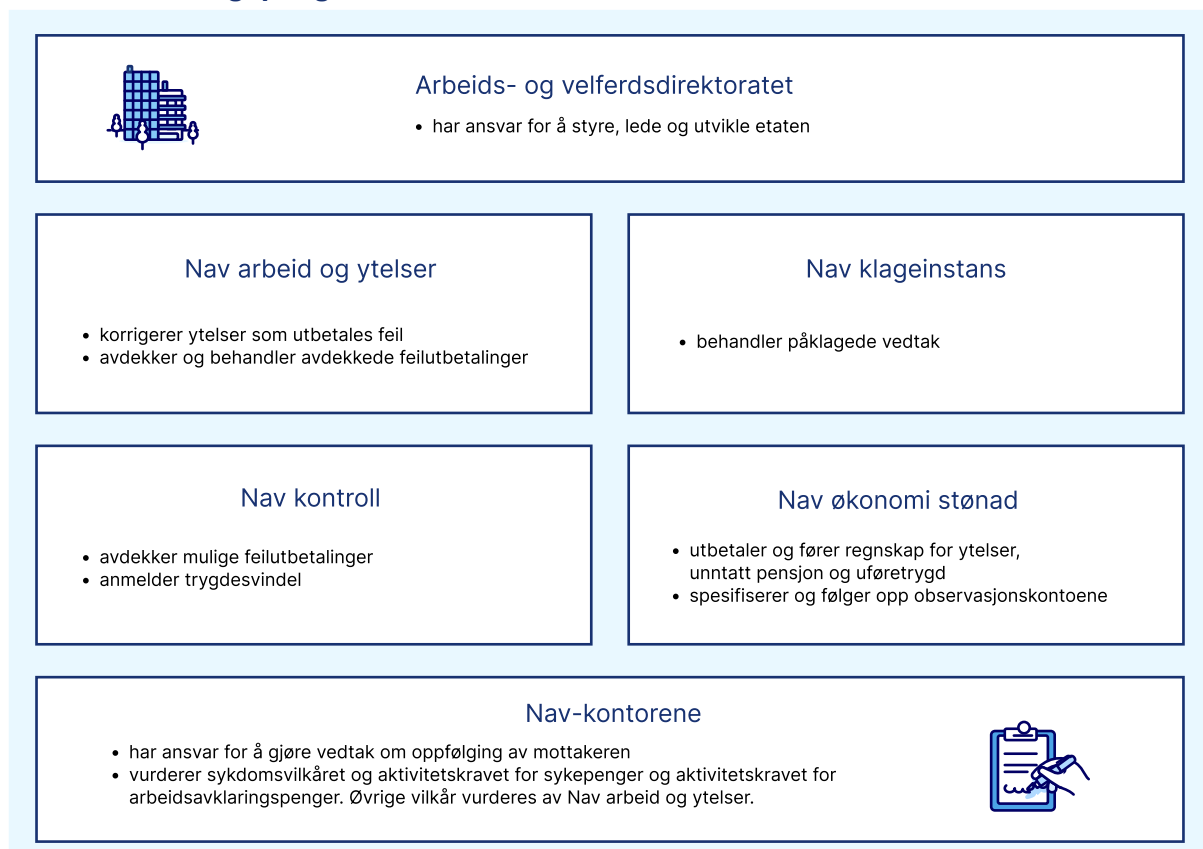 Arbeids- og velferdsdirektoratet
• har ansvar for å styre, lede og utvikle etaten
Nav arbeid og ytelser
• korrigerer ytelser som utbetales feil
• avdekker og behandler avdekkede feilutbetalinger
Nav klageinstans
• behandler påklagede vedtak
Nav kontroll
• avdekker mulige feilutbetalinger
• anmelder trygdesvindel
Nav økonomi stønad
• utbetaler og fører regnskap for ytelser,
unntatt pensjon og uføretrygd
• spesifiserer og følger opp observasjonskontoene
Nav-kontorene
• har ansvar for å gjøre vedtak om oppfølging av mottakeren
• vurderer sykdomsvilkåret og aktivitetskravet for sykepenger og aktivitetskravet for
arbeidsavklaringspenger. Øvrige vilkår vurderes av Nav arbeid og ytelser.